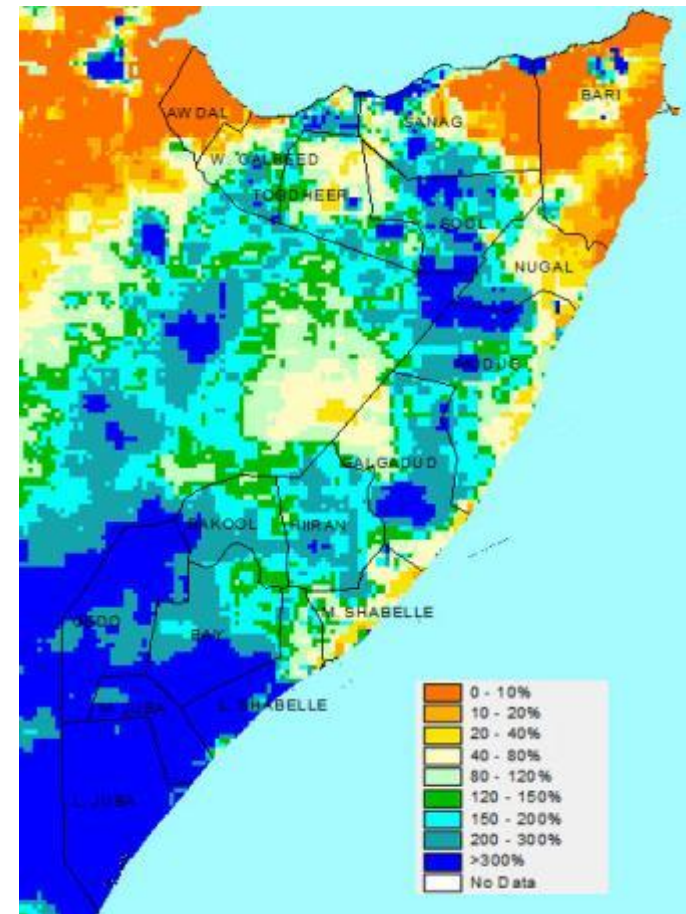 BARI
AWDAL
SANAG
W. GALBEED
TOGDHEER
SOOL
NUGAL
MUDUG
GALGADUD
BAKOOL
HIIRAN
M. SHABELLE
GEDO
BAY
L. SHABELLE
M. JUBA
L. JUBA
0 - 10%
10 - 20%
20 - 40%
40 - 80%
80 - 120%
120 - 150%
150 - 200%
200 - 300%
>300%
No Data